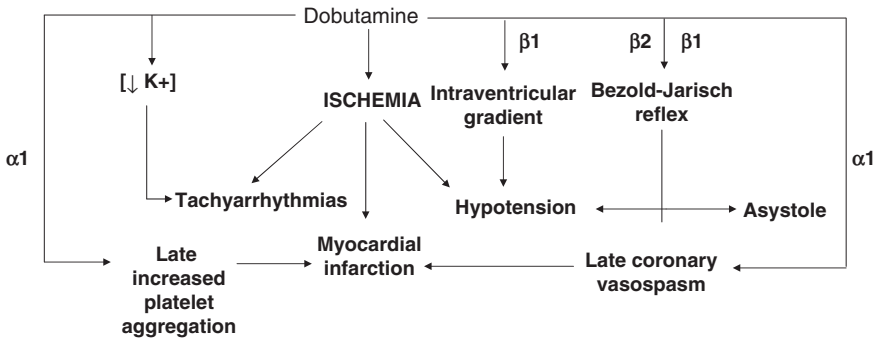 Dobutamine
β1
β2 β1
[↓ K+]
ISCHEMIA
Intraventricular
gradient
Bezold-Jarisch
reflex
α1
α1
Tachyarrhythmias
Hypotension
Asystole
Late
increased
platelet
aggregation
Myocardial
infarction
Late coronary
vasospasm